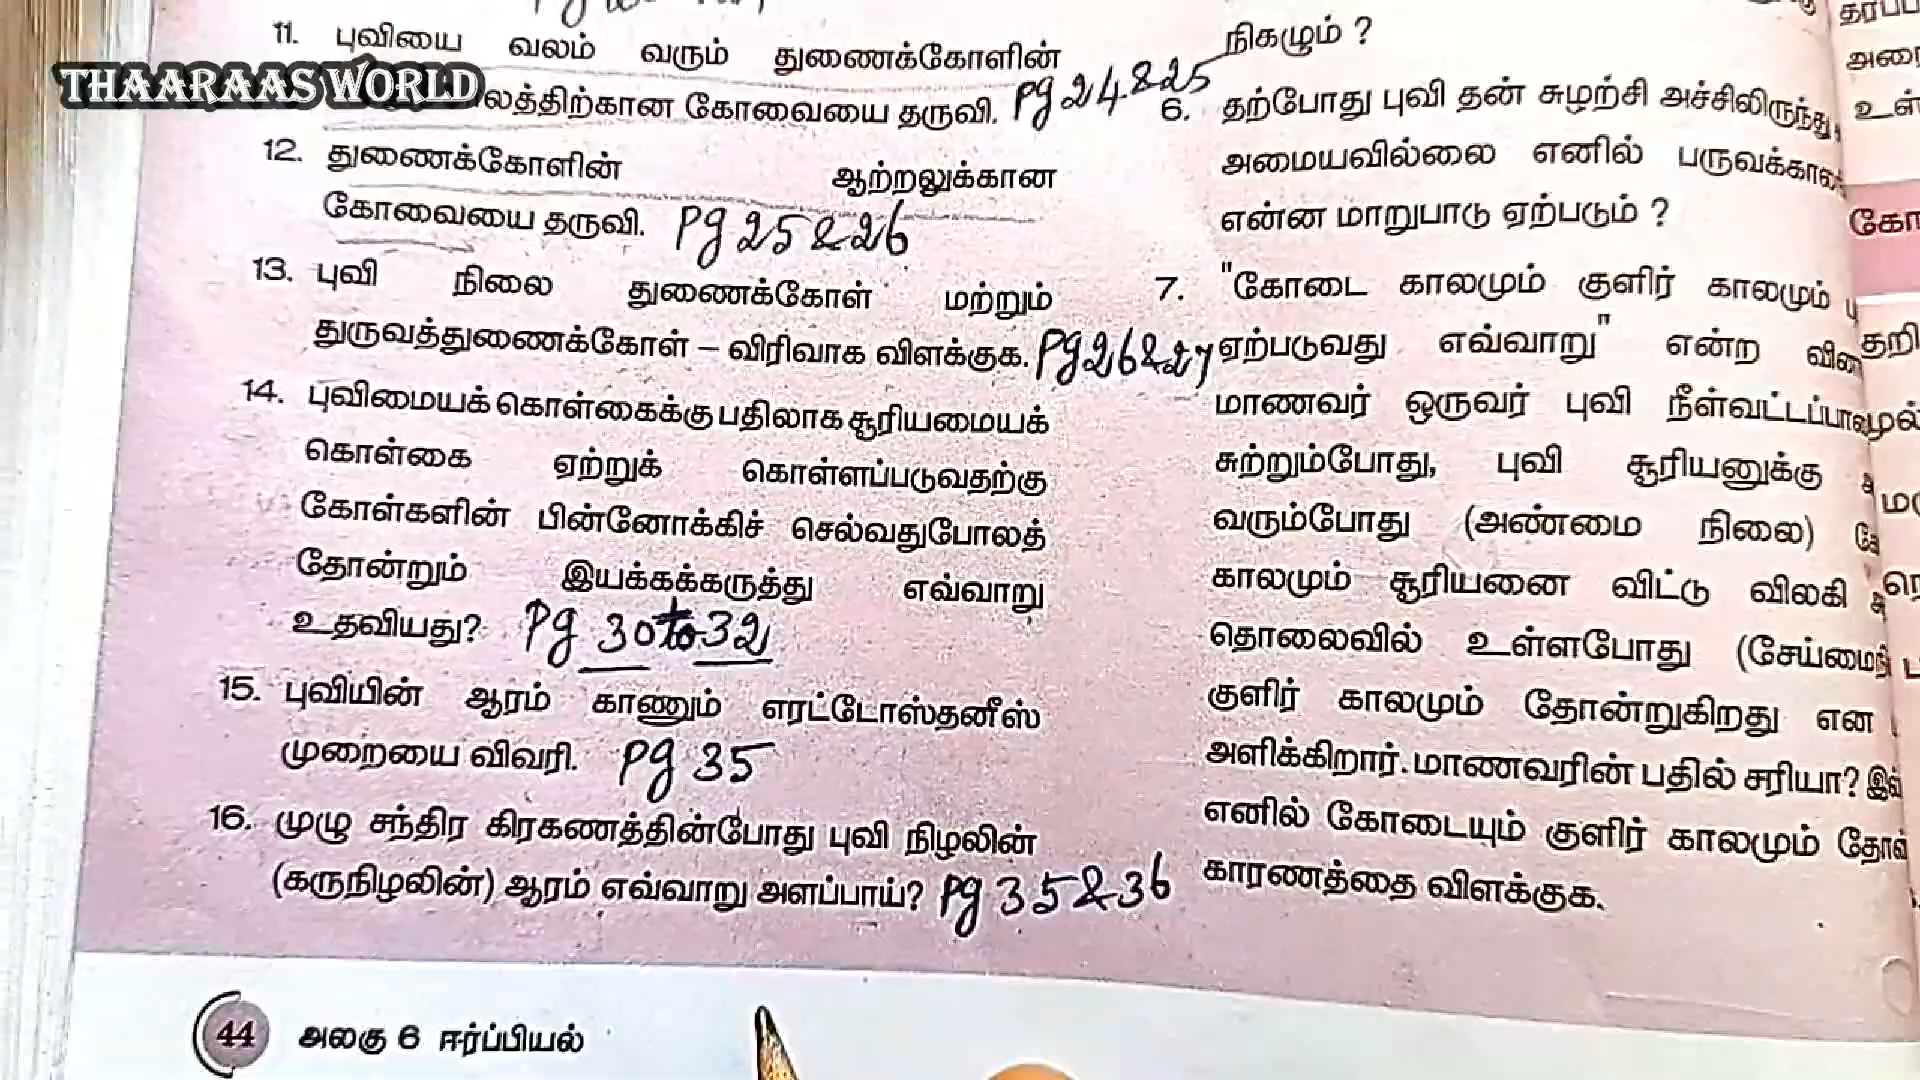 11. புவியை வலம் வரும் துணைக்கோளின்
THAARAAS WORLD
லத்திற்கான கோவையை தருவி. Pg 24 & 25
12. துணைக்கோளின் ஆற்றலுக்கான
கோவையை தருவி. Pg 25 & 26
13. புவி நிலை துணைக்கோள் மற்றும்
துருவத்துணைக்கோள் – விரிவாக விளக்குக. Pg 26 & 27
14. புவிமையக் கொள்கைக்கு பதிலாக சூரியமையக்
கொள்கை ஏற்றுக் கொள்ளப்படுவதற்கு
கோள்களின் பின்னோக்கிச் செல்வதுபோலத்
தோன்றும் இயக்கக்கருத்து எவ்வாறு
உதவியது? Pg 30 to 32
15. புவியின் ஆரம் காணும் எரட்டோஸ்தனீஸ்
முறையை விவரி. Pg 35
16. முழு சந்திர கிரகணத்தின்போது புவி நிழலின்
(கருநிழலின்) ஆரம் எவ்வாறு அளப்பாய்? Pg 35 & 36
நிகழும் ?
6. தற்போது புவி தன் சுழற்சி அச்சிலிருந்து
அமையவில்லை எனில் பருவக்கால
என்ன மாறுபாடு ஏற்படும் ?
7. "கோடை காலமும் குளிர் காலமும்
ஏற்படுவது எவ்வாறு" என்ற
மாணவர் ஒருவர் புவி நீள்வட்டப்பா
சுற்றும்போது, புவி சூரியனுக்கு
வரும்போது (அண்மை நிலை)
காலமும் சூரியனை விட்டு விலகி
தொலைவில் உள்ளபோது (சேய்மை
குளிர் காலமும் தோன்றுகிறது என
அளிக்கிறார். மாணவரின் பதில் சரியா?
எனில் கோடையும் குளிர் காலமும்
காரணத்தை விளக்குக.
44 அலகு 6 ஈர்ப்பியல்